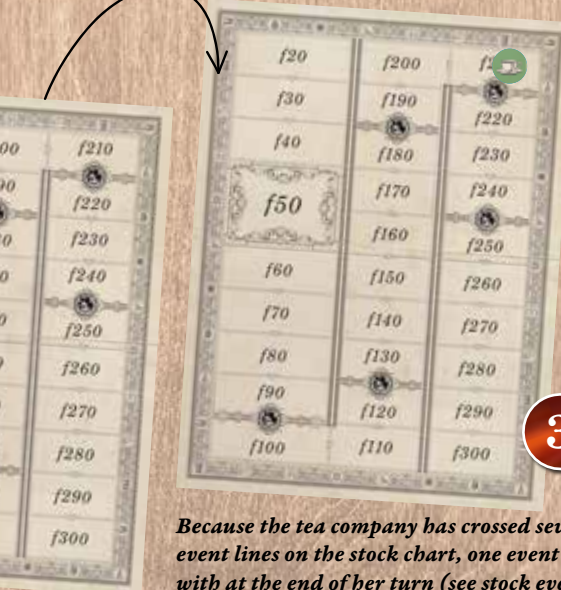 f210
f220
f230
f240
f250
f260
f270
f280
f290
f300
f20
f30
f40
f50
f60
f70
f80
f90
f100
f200
f190
f180
f170
f160
f150
f140
f130
f120
f110
f220
f230
f240
f250
f260
f270
f280
f290
f300
3
Because the tea company has crossed
event lines on the stock chart, one event
with at the end of her turn (see stock